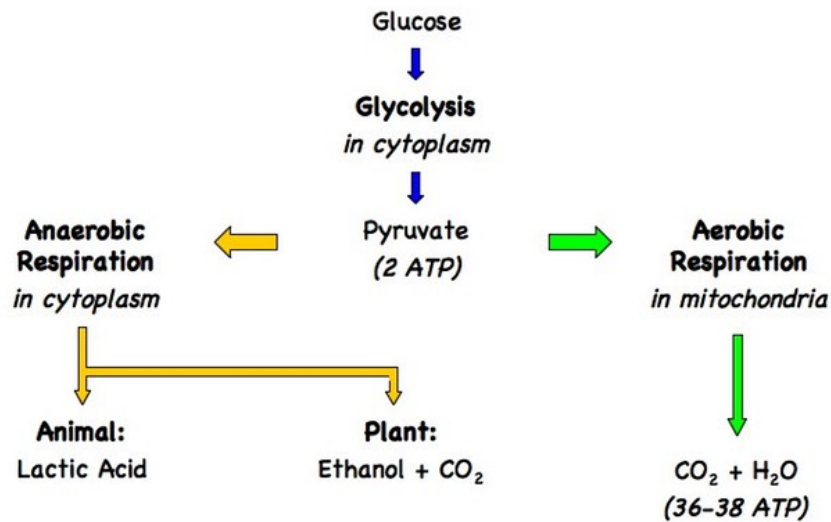 Glucose
Glycolysis
in cytoplasm
Pyruvate
(2 ATP)
Anaerobic
Respiration
in cytoplasm
Aerobic
Respiration
in mitochondria
Animal:
Lactic Acid
Plant:
Ethanol + CO₂
CO₂ + H₂O
(36-38 ATP)